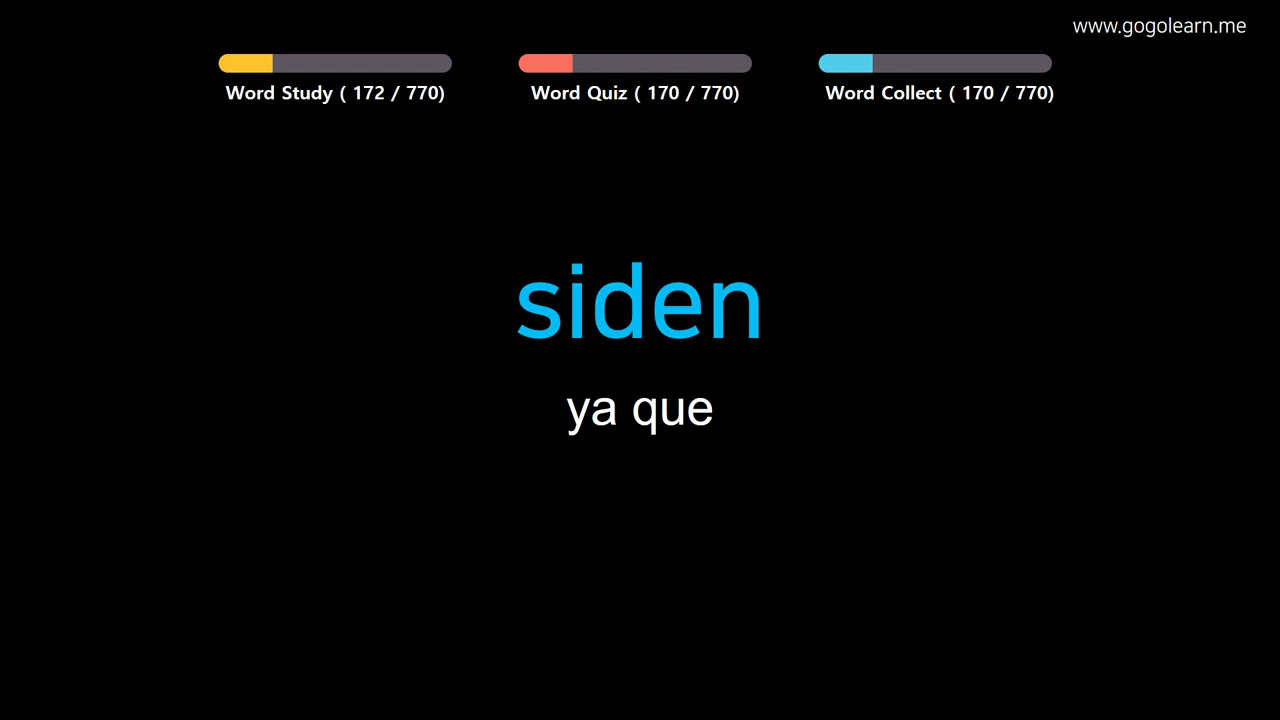 www.gogolearn.me
Word Study ( 172 / 770)
Word Quiz ( 170 / 770)
Word Collect ( 170 / 770)
siden
ya que